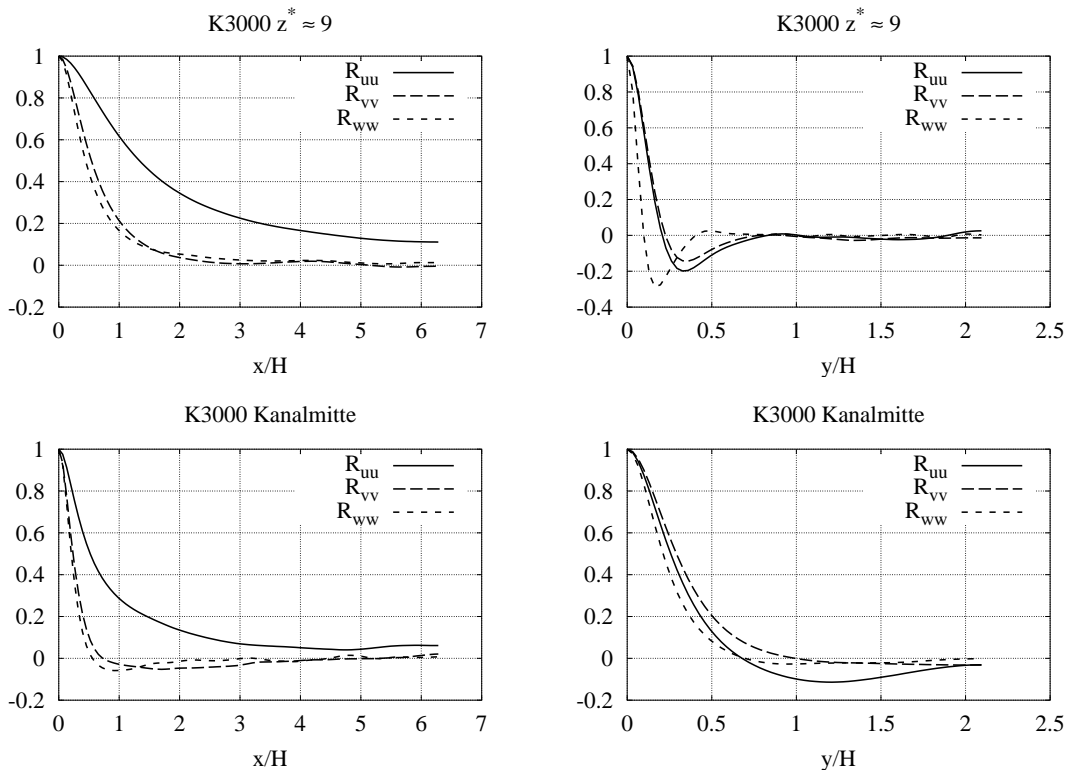 K3000 z* ≈ 9
1
0.8
0.6
0.4
0.2
0
-0.2
0 1 2 3 4 5 6 7
x/H
R_uu
R_vv
R_ww
K3000 z* ≈ 9
1
0.8
0.6
0.4
0.2
0
-0.2
-0.4
0 0.5 1 1.5 2 2.5
y/H
R_uu
R_vv
R_ww
K3000 Kanalmitte
1
0.8
0.6
0.4
0.2
0
-0.2
0 1 2 3 4 5 6 7
x/H
R_uu
R_vv
R_ww
K3000 Kanalmitte
1
0.8
0.6
0.4
0.2
0
-0.2
0 0.5 1 1.5 2 2.5
y/H
R_uu
R_vv
R_ww